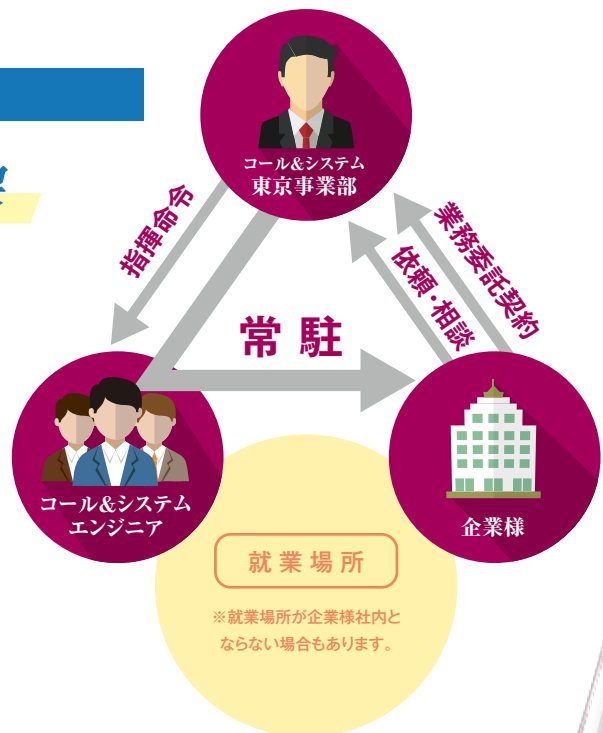 コール&システム
東京事業部
指揮命令
業務委託契約
依頼・相談
常駐
コール&システム
エンジニア
企業様
就業場所
※就業場所が企業様社内と
ならない場合もあります。